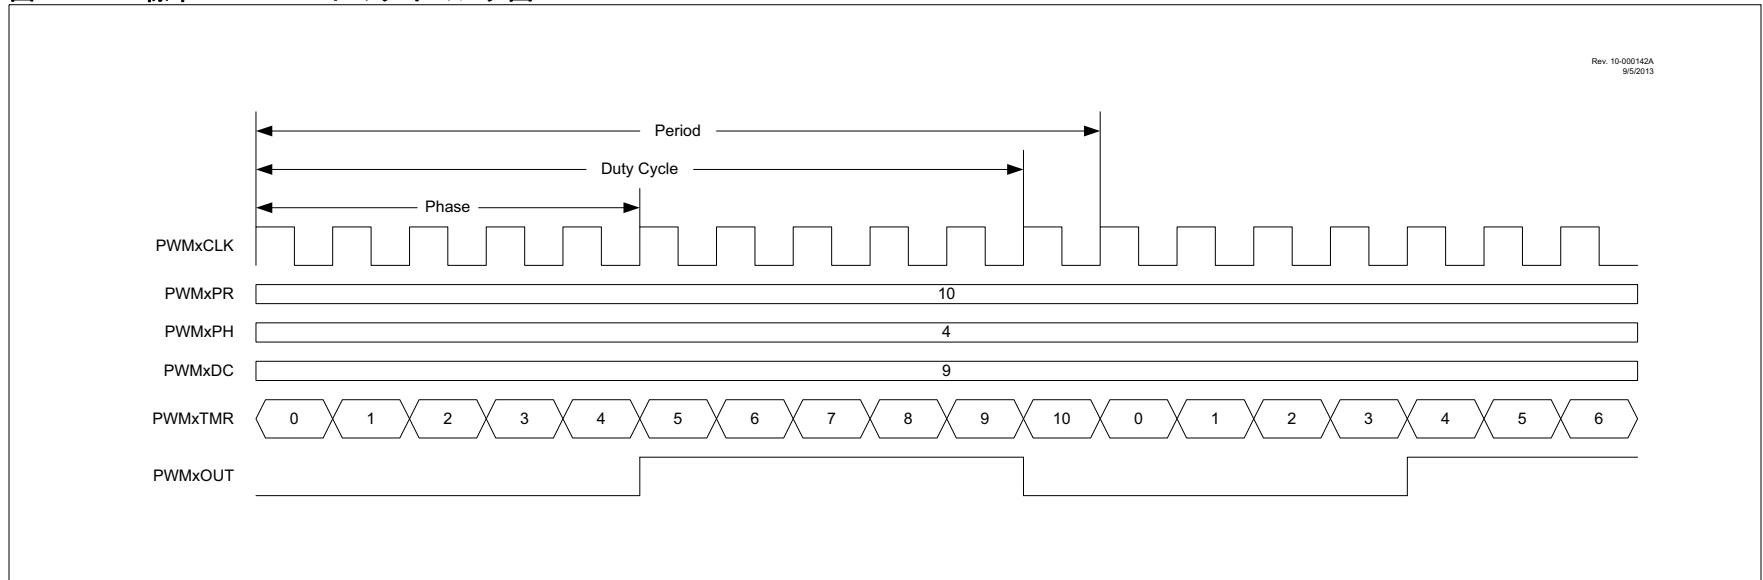 Rev. 10-000142A
9/5/2013
Period
Duty Cycle
Phase
PWMxCLK
PWMxPR
10
PWMxPH
4
PWMxDC
9
PWMxTMR
0 1 2 3 4 5 6 7 8 9 10 0 1 2 3 4 5 6
PWMxOUT